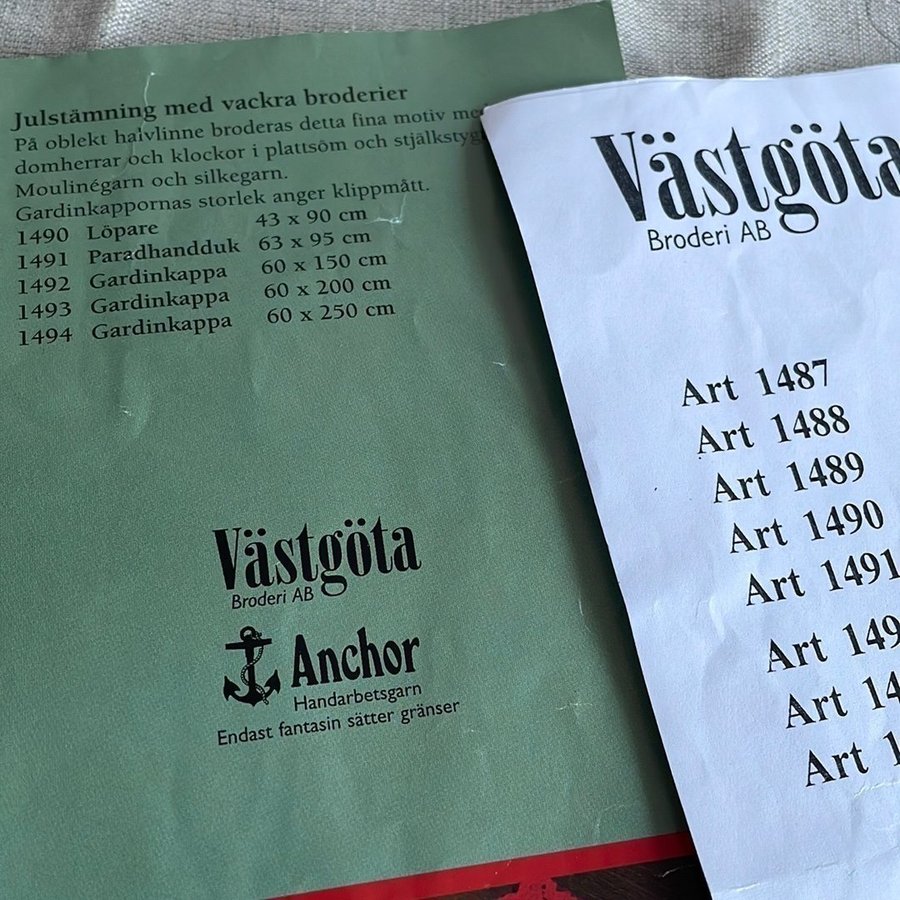 Julstämning med vackra broderier
På oblekt halvlinne broderas detta fina motiv
domherrar och klockor i plattsöm och
Moulinégarn och silkegarn.
Gardinkappornas storlek anger klippmått.
1490 Löpare 43 x 90 cm
1491 Paradhandduk 63 x 95 cm
1492 Gardinkappa 60 x 150 cm
1493 Gardinkappa 60 x 200 cm
1494 Gardinkappa 60 x 250 cm
Västgöta
Broderi AB
Anchor
Handarbetsgarn
Endast fantasin sätter gränser
Västgöta
Broderi AB
Art 1487
Art 1488
Art 1489
Art 1490
Art 1491
Art
Art
Art